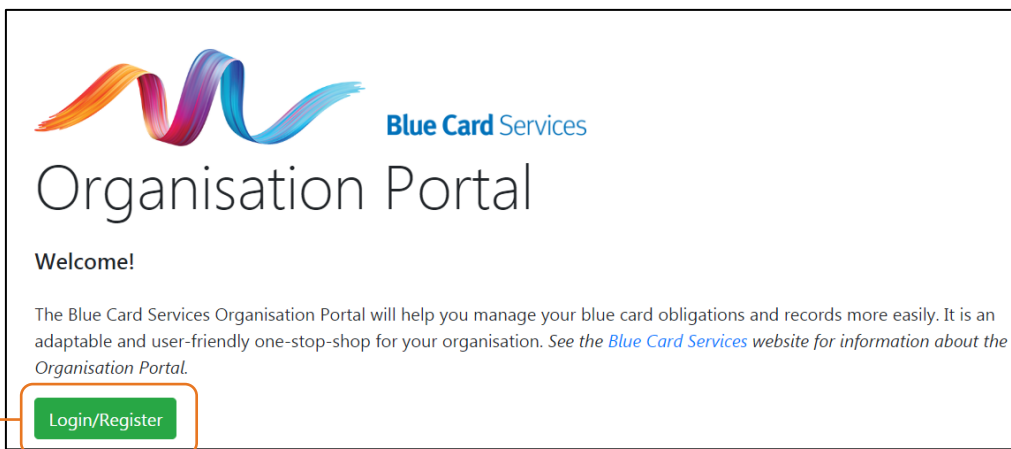 Blue Card Services
Organisation Portal
Welcome!
The Blue Card Services Organisation Portal will help you manage your blue card obligations and records more easily. It is an
adaptable and user-friendly one-stop-shop for your organisation. See the Blue Card Services website for information about the
Organisation Portal.
Login/Register